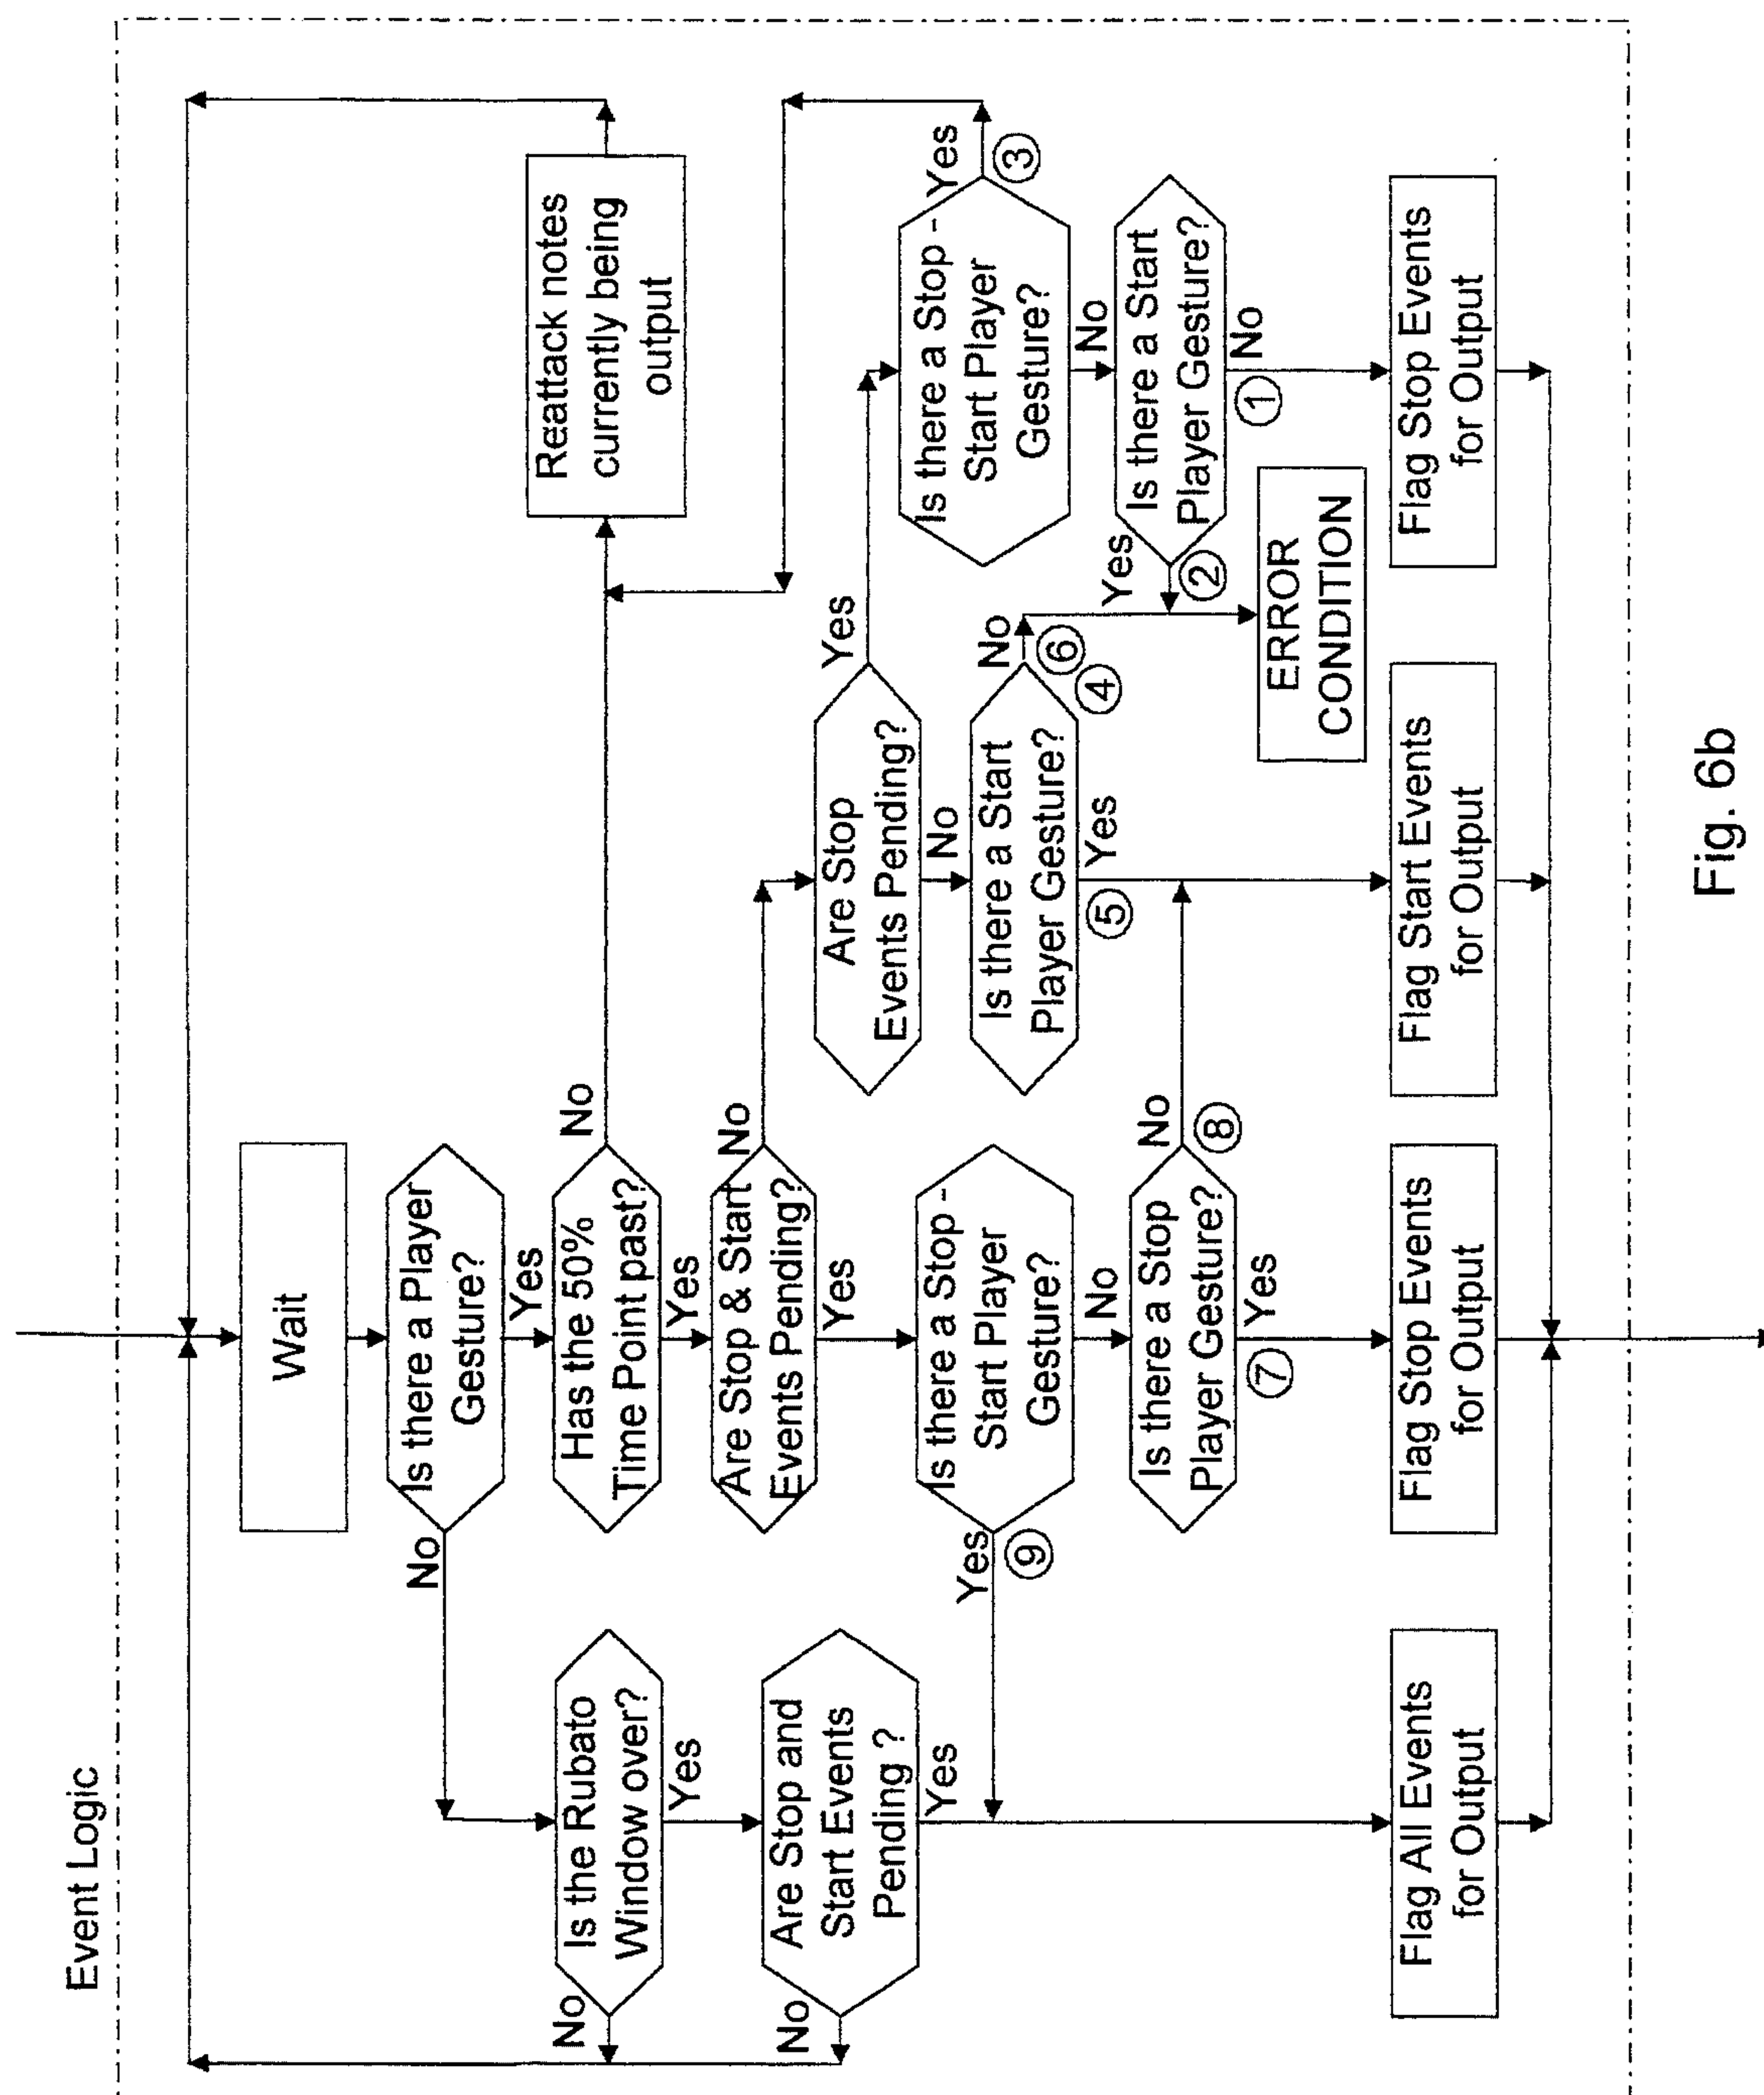 Event Logic
Wait
Is there a Player
Gesture?
No
Yes
Is the Rubato
Window over?
No
Yes
Has the 50%
Time Point past?
No
Yes
Reattack notes
currently being
output
Are Stop and
Start Events
Pending ?
No
Yes
Are Stop & Start
Events Pending?
No
Yes
Are Stop
Events Pending?
Yes
No
Is there a Stop -
Start Player
Gesture?
Yes
9
No
Is there a Start
Player Gesture?
No
6
4
Yes
5
Is there a Stop -
Start Player
Gesture?
Yes
3
No
Is there a Stop
Player Gesture?
No
8
Yes
7
Is there a Start
Player Gesture?
Yes
2
No
1
ERROR
CONDITION
Flag All Events
for Output
Flag Stop Events
for Output
Flag Start Events
for Output
Flag Stop Events
for Output
Fig. 6b